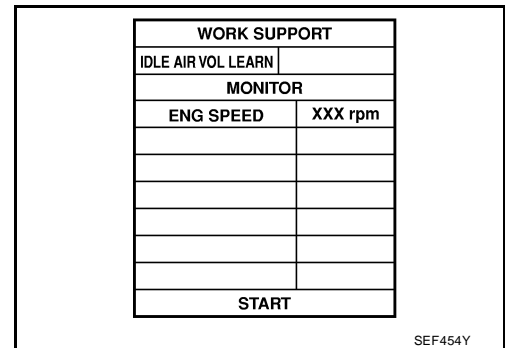 WORK SUPPORT
IDLE AIR VOL LEARN
MONITOR
ENG SPEED XXX rpm
START
SEF454Y